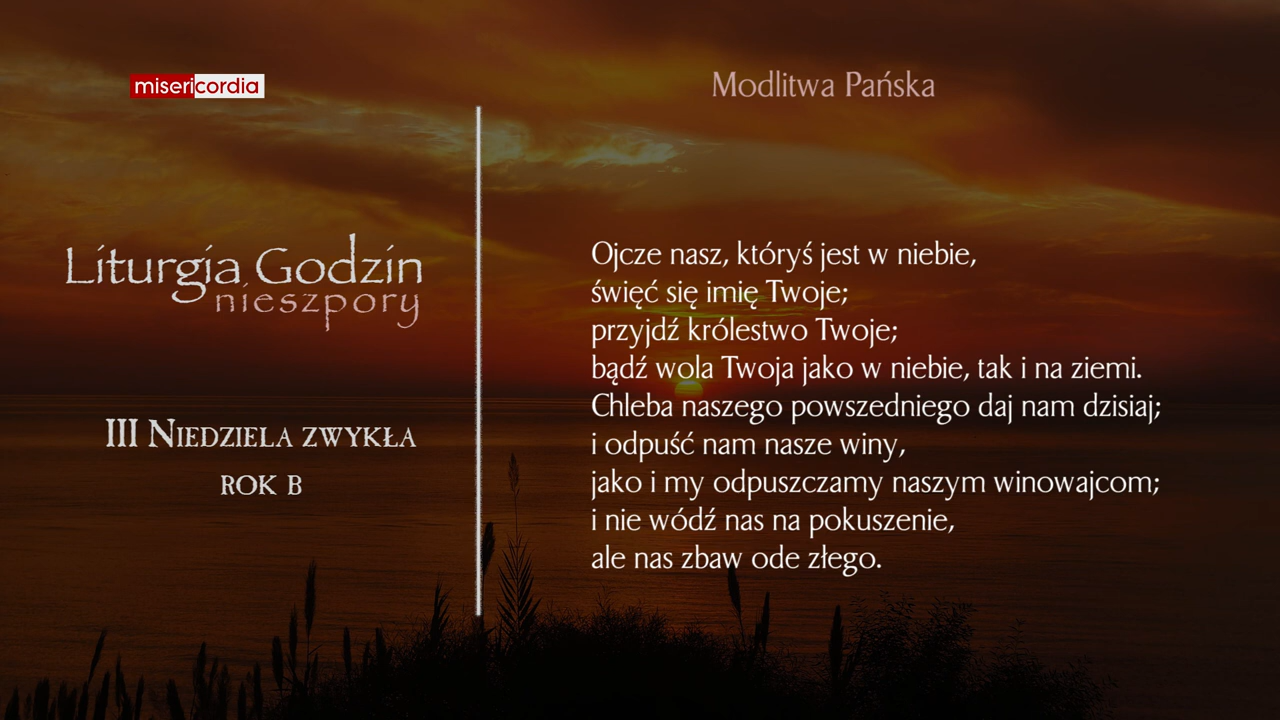 misericordia
Liturgia Godzin
nieszpory
III Niedziela zwykła
rok B
Modlitwa Pańska
Ojcze nasz, któryś jest w niebie,
święć się imię Twoje;
przyjdź królestwo Twoje;
bądź wola Twoja jako w niebie, tak i na ziemi.
Chleba naszego powszedniego daj nam dzisiaj;
i odpuść nam nasze winy,
jako i my odpuszczamy naszym winowajcom;
i nie wódź nas na pokuszenie,
ale nas zbaw ode złego.